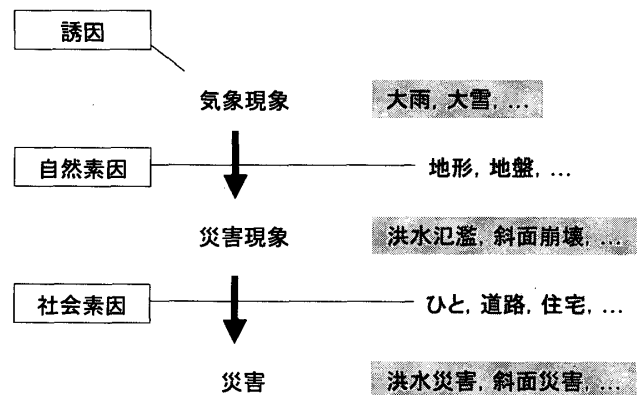 誘因
気象現象 大雨, 大雪, ...
自然素因 地形, 地盤, ...
災害現象 洪水氾濫, 斜面崩壊, ...
社会素因 ひと, 道路, 住宅, ...
災害 洪水災害, 斜面災害, ...